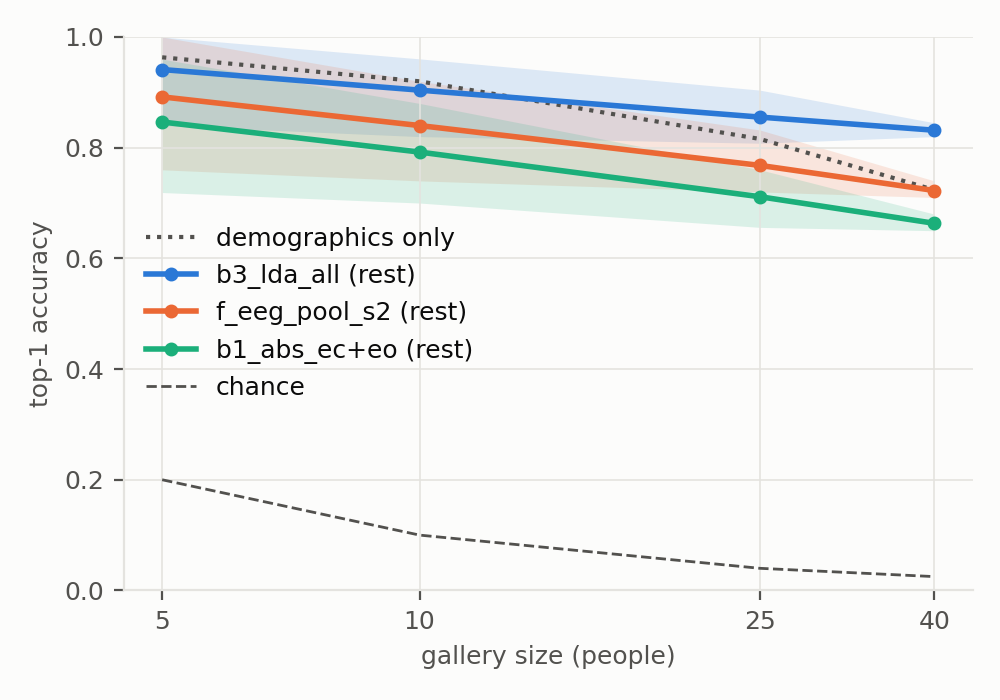 1.0
0.8
0.6
0.4
0.2
0.0
top-1 accuracy
demographics only
b3_lda_all (rest)
f_eeg_pool_s2 (rest)
b1_abs_ec+eo (rest)
chance
5 10 25 40
gallery size (people)